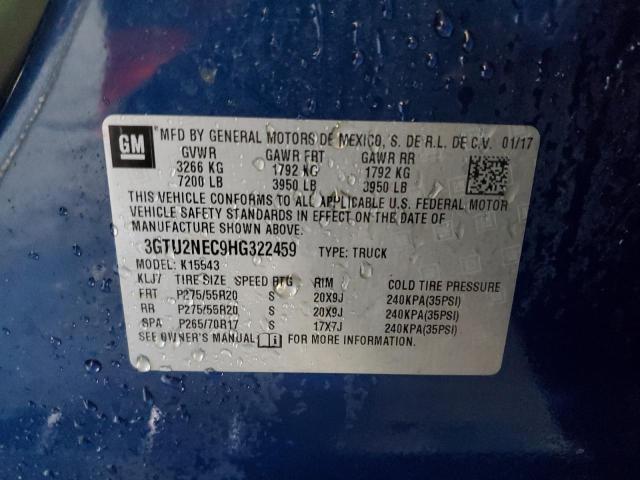 GM
MFD BY GENERAL MOTORS DE MEXICO, S. DE R.L. DE C.V. 01/17
GVWR GAWR FRT GAWR RR
3266 KG 1792 KG 1792 KG
7200 LB 3950 LB 3950 LB
THIS VEHICLE CONFORMS TO ALL APPLICABLE U.S. FEDERAL MOTOR
VEHICLE SAFETY STANDARDS IN EFFECT ON THE DATE OF
MANUFACTURE SHOWN ABOVE.
3GTU2NEC9HG322459 TYPE: TRUCK
MODEL: K15543
KLJ7 TIRE SIZE SPEED RTG RIM COLD TIRE PRESSURE
FRT P275/55R20 S 20X9J 240KPA(35PSI)
RR P275/55R20 S 20X9J 240KPA(35PSI)
SPA P265/70R17 S 17X7J 240KPA(35PSI)
SEE OWNER'S MANUAL FOR MORE INFORMATION.